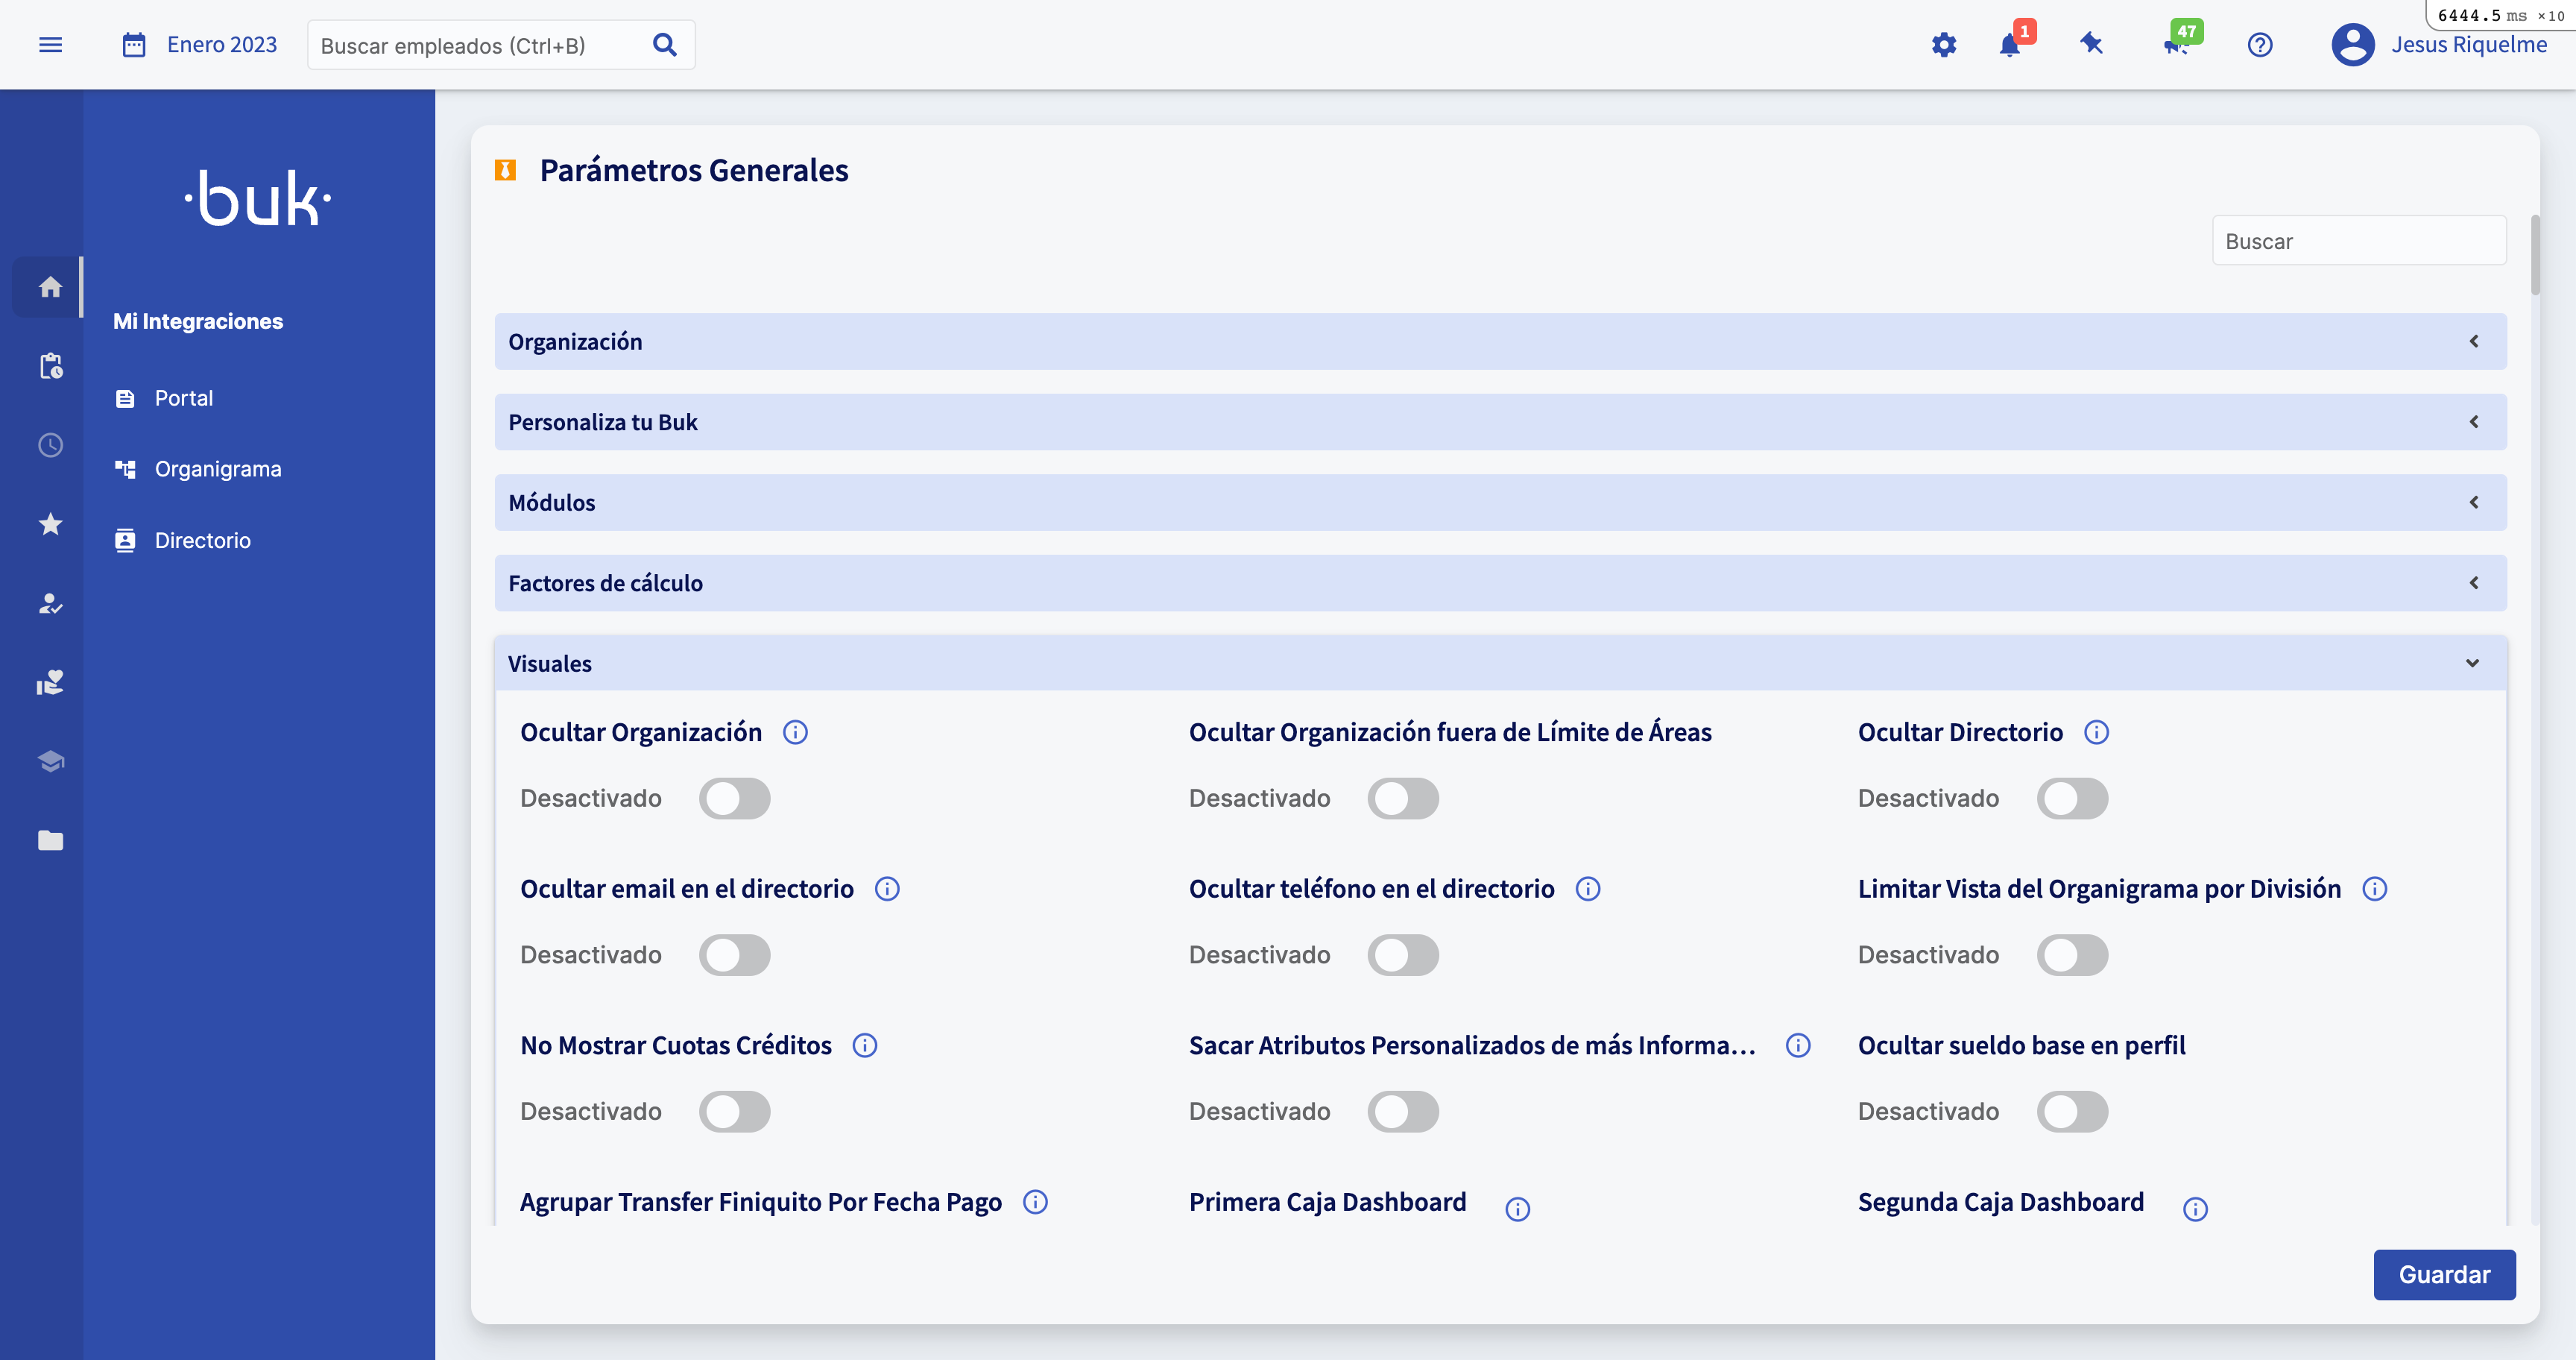 6444.5 ms ×10
Enero 2023
Buscar empleados (Ctrl+B)
1
47
Jesus Riquelme
·buk·
Mi Integraciones
Portal
Organigrama
Directorio
Parámetros Generales
Buscar
Organización
Personaliza tu Buk
Módulos
Factores de cálculo
Visuales
Ocultar Organización
Ocultar Organización fuera de Límite de Áreas
Ocultar Directorio
Desactivado
Desactivado
Desactivado
Ocultar email en el directorio
Ocultar teléfono en el directorio
Limitar Vista del Organigrama por División
Desactivado
Desactivado
Desactivado
No Mostrar Cuotas Créditos
Sacar Atributos Personalizados de más Informa...
Ocultar sueldo base en perfil
Desactivado
Desactivado
Desactivado
Agrupar Transfer Finiquito Por Fecha Pago
Primera Caja Dashboard
Segunda Caja Dashboard
Guardar